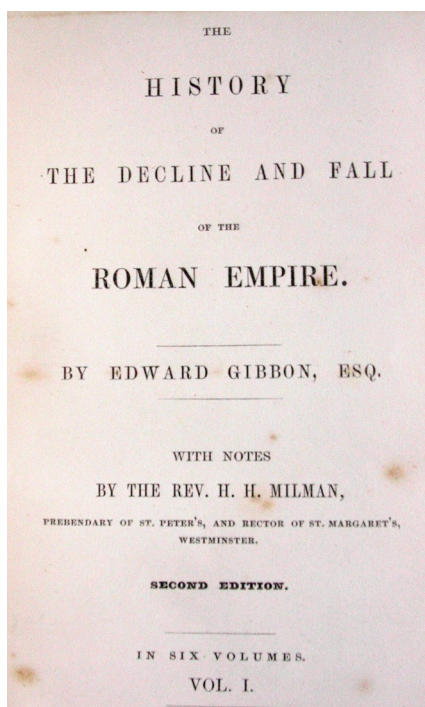 THE
HISTORY
OF
THE DECLINE AND FALL
OF THE
ROMAN EMPIRE.
BY EDWARD GIBBON, ESQ.
WITH NOTES
BY THE REV. H. H. MILMAN,
PREBENDARY OF ST. PETER'S, AND RECTOR OF ST. MARGARET'S,
WESTMINSTER.
SECOND EDITION.
IN SIX VOLUMES.
VOL. I.